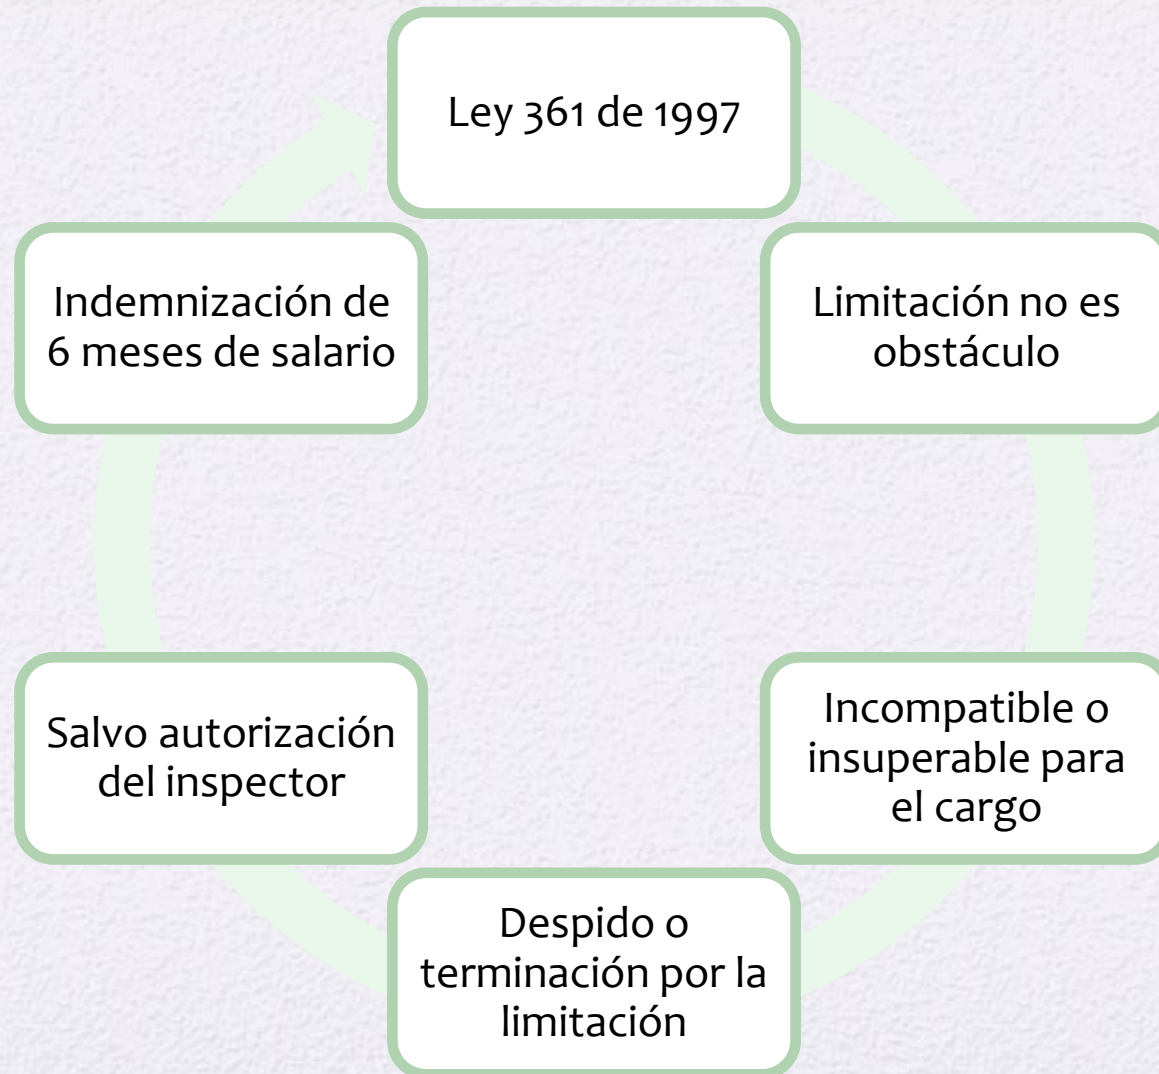 Ley 361 de 1997
Limitación no es
obstáculo
Incompatible o
insuperable para
el cargo
Despido o
terminación por la
limitación
Salvo autorización
del inspector
Indemnización de
6 meses de salario